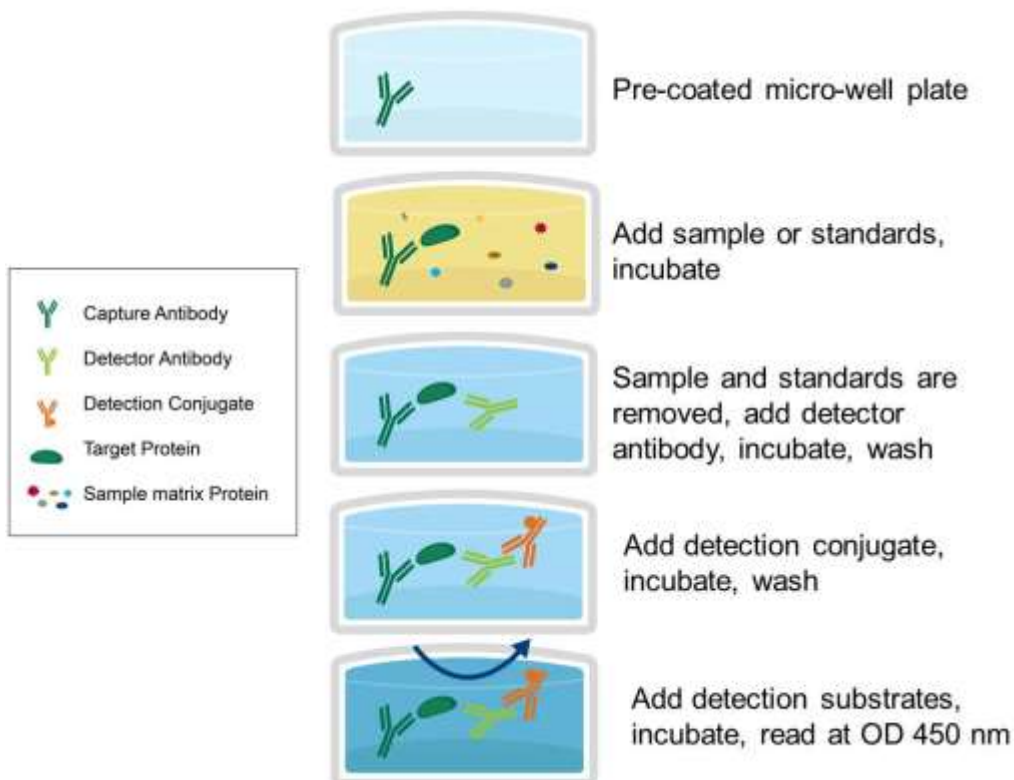 Pre-coated micro-well plate
Add sample or standards,
incubate
Capture Antibody
Detector Antibody
Detection Conjugate
Target Protein
Sample matrix Protein
Sample and standards are
removed, add detector
antibody, incubate, wash
Add detection conjugate,
incubate, wash
Add detection substrates,
incubate, read at OD 450 nm